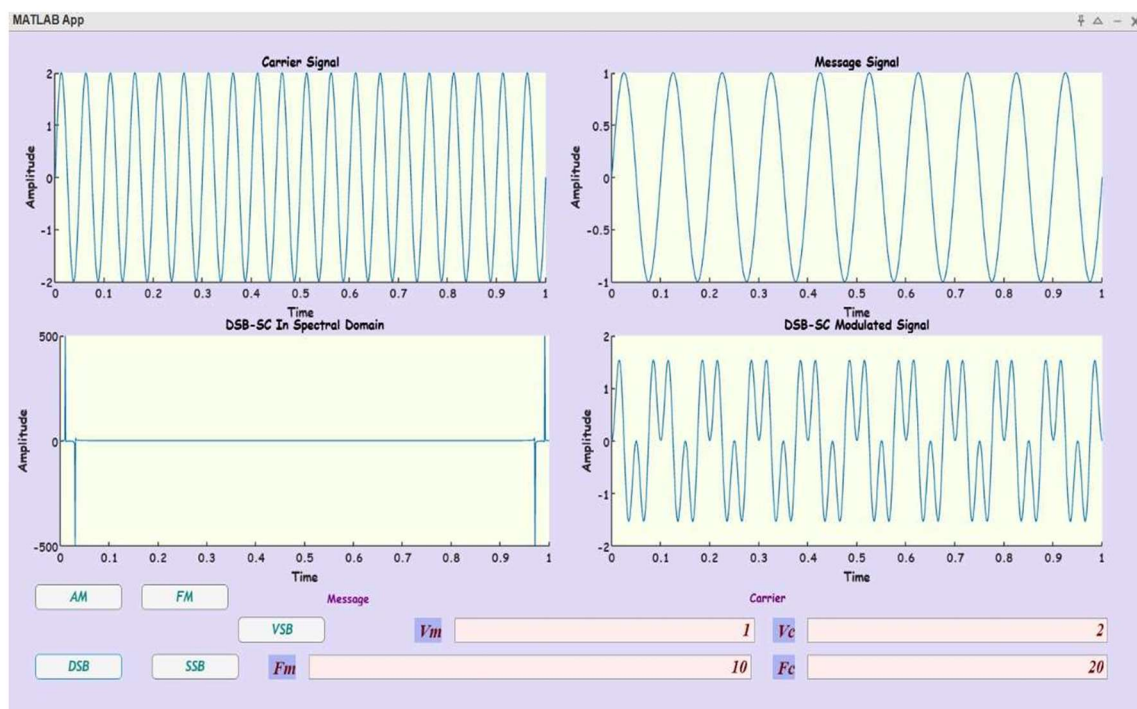 MATLAB App
Carrier Signal
Amplitude
2
1
0
-1
-2
0 0.1 0.2 0.3 0.4 0.5 0.6 0.7 0.8 0.9 1
Time
Message Signal
Amplitude
1
0.5
0
-0.5
-1
0 0.1 0.2 0.3 0.4 0.5 0.6 0.7 0.8 0.9 1
Time
DSB-SC In Spectral Domain
Amplitude
500
0
-500
0 0.1 0.2 0.3 0.4 0.5 0.6 0.7 0.8 0.9 1
Time
DSB-SC Modulated Signal
Amplitude
2
1
0
-1
-2
0 0.1 0.2 0.3 0.4 0.5 0.6 0.7 0.8 0.9 1
Time
AM FM Message Carrier
VSB Vm 1 Vc 2
DSB SSB Fm 10 Fc 20